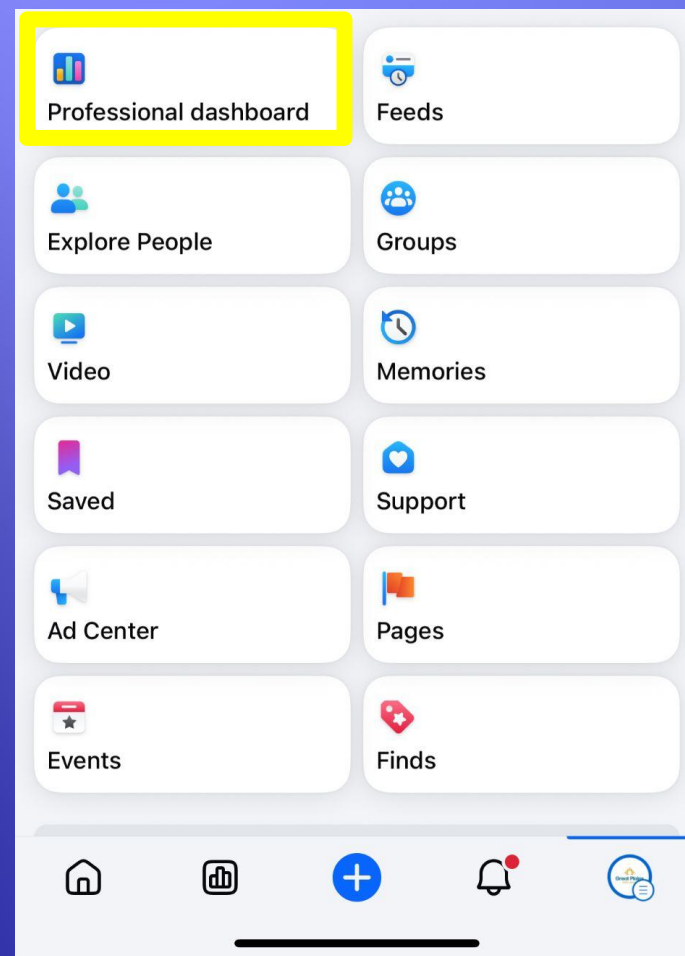 Professional dashboard
Feeds
Explore People
Groups
Video
Memories
Saved
Support
Ad Center
Pages
Events
Finds